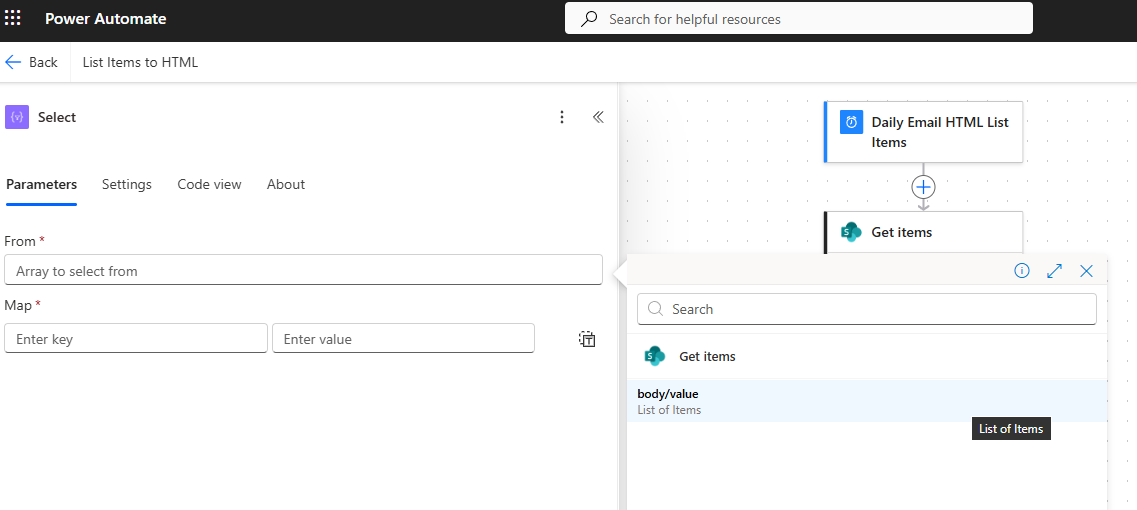 Power Automate
Search for helpful resources
Back
List Items to HTML
{v}
Select
Parameters
Settings
Code view
About
From *
Array to select from
Map *
Enter key
Enter value
T
Daily Email HTML List
Items
S
Get items
Search
S
Get items
body/value
List of Items
List of Items